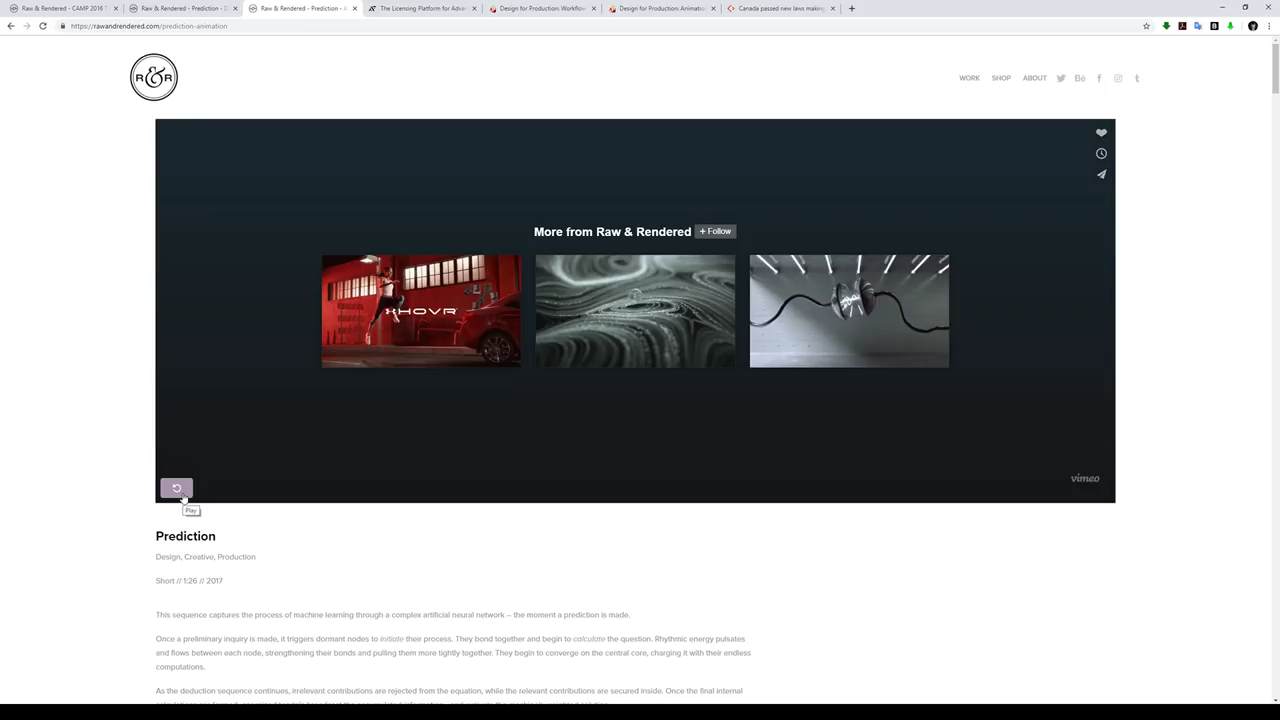 Raw & Rendered - CAMP 2016 T
Raw & Rendered - Prediction - D
Raw & Rendered - Prediction - A
The Licensing Platform for Adva
Design for Production: Workflow
Design for Production: Animatio
Canada passed new laws making
https://rawandrendered.com/prediction-animation
R&R
WORK SHOP ABOUT
More from Raw & Rendered + Follow
HOVR
vimeo
Play
Prediction
Design, Creative, Production
Short // 1:26 // 2017
This sequence captures the process of machine learning through a complex artificial neural network – the moment a prediction is made.
Once a preliminary inquiry is made, it triggers dormant nodes to initiate their process. They bond together and begin to calculate the question. Rhythmic energy pulsates
and flows between each node, strengthening their bonds and pulling them more tightly together. They begin to converge on the central core, charging it with their endless
computations.
As the deduction sequence continues, irrelevant contributions are rejected from the equation, while the relevant contributions are secured inside. Once the final internal